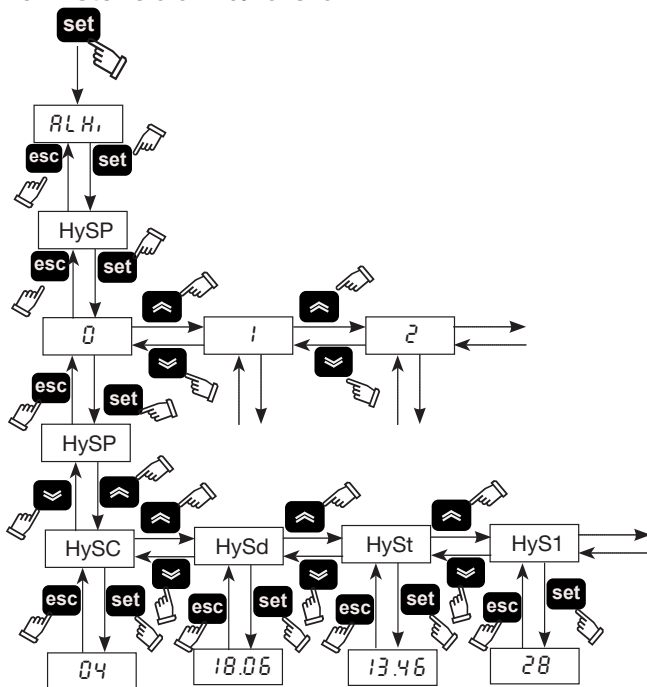 set
ALHi
esc set
HySP
esc set
0 1 2
esc set
HySP
HySC HySd HySt HyS1
esc set esc set esc set esc set
04 18.06 13.46 28